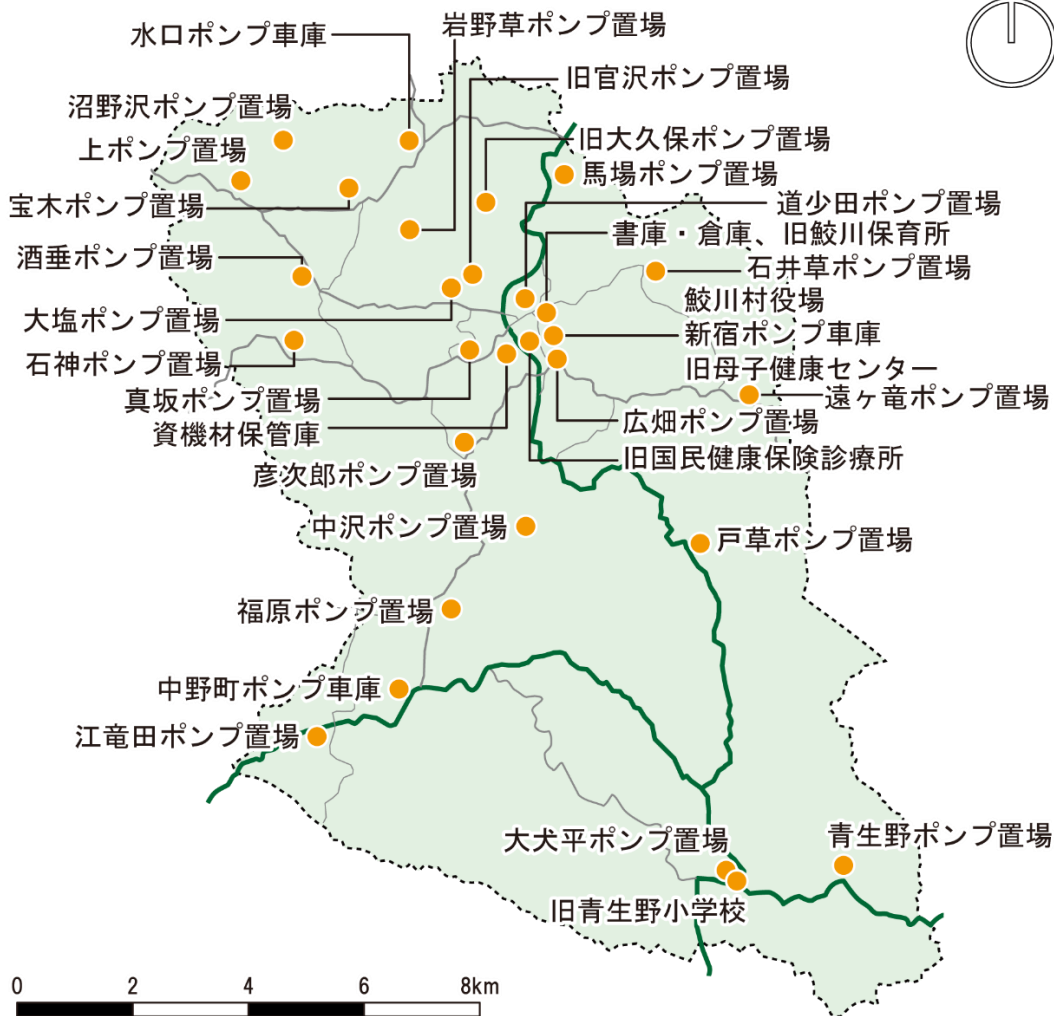 岩野草ポンプ置場
水口ポンプ車庫
旧官沢ポンプ置場
沼野沢ポンプ置場
旧大久保ポンプ置場
上ポンプ置場
馬場ポンプ置場
宝木ポンプ置場
道少田ポンプ置場
書庫・倉庫、旧鮫川保育所
酒垂ポンプ置場
石井草ポンプ置場
鮫川村役場
大塩ポンプ置場
新宿ポンプ車庫
石神ポンプ置場
旧母子健康センター
真坂ポンプ置場
遠ヶ竜ポンプ置場
広畑ポンプ置場
資機材保管庫
旧国民健康保険診療所
彦次郎ポンプ置場
中沢ポンプ置場
戸草ポンプ置場
福原ポンプ置場
中野町ポンプ車庫
江竜田ポンプ置場
大犬平ポンプ置場
青生野ポンプ置場
旧青生野小学校
0 2 4 6 8km